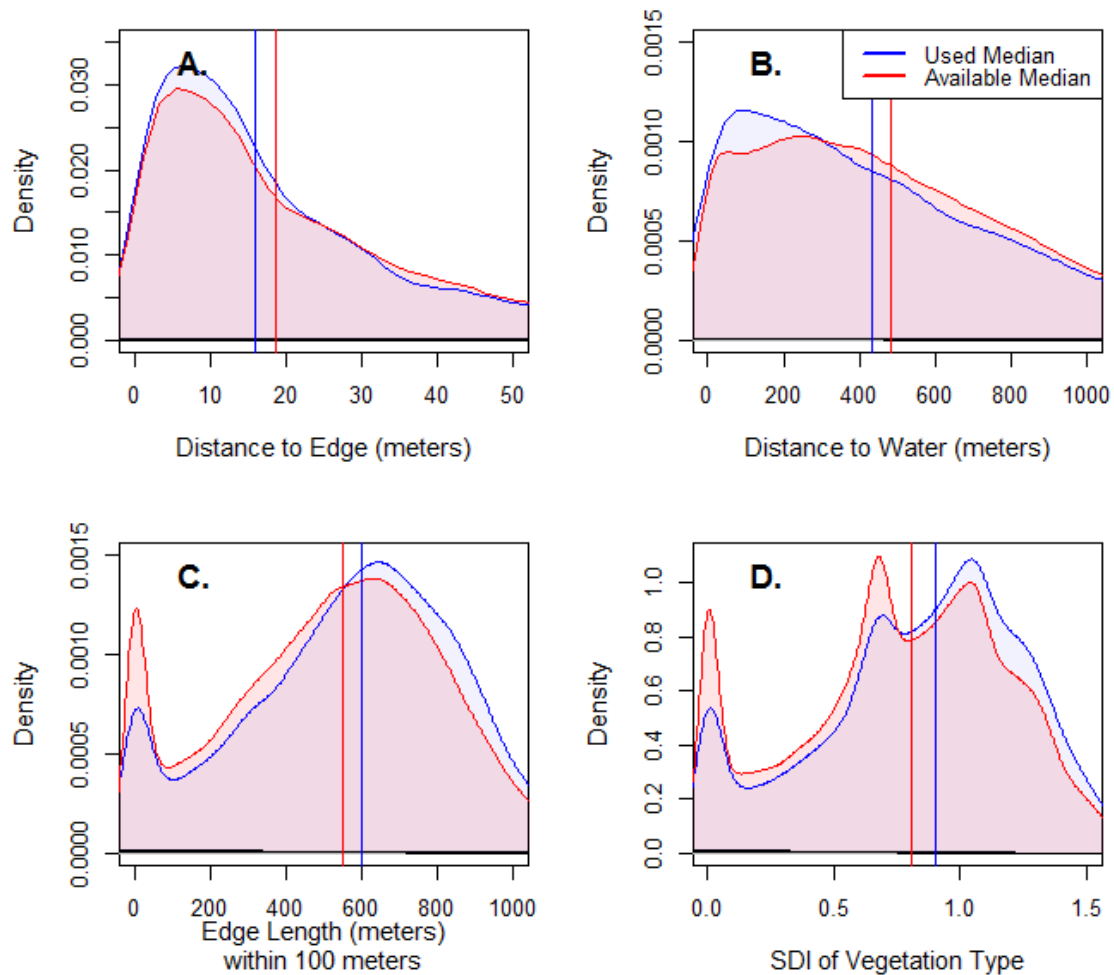 A.
Density
0.000
0.010
0.020
0.030
0
10
20
30
40
50
Distance to Edge (meters)
B.
Used Median
Available Median
Density
0.0000
0.0005
0.0010
0.0015
0
200
400
600
800
1000
Distance to Water (meters)
C.
Density
0.0000
0.0005
0.0010
0.0015
0
200
400
600
800
1000
Edge Length (meters)
within 100 meters
D.
Density
0.0
0.2
0.4
0.6
0.8
1.0
0.0
0.5
1.0
1.5
SDI of Vegetation Type